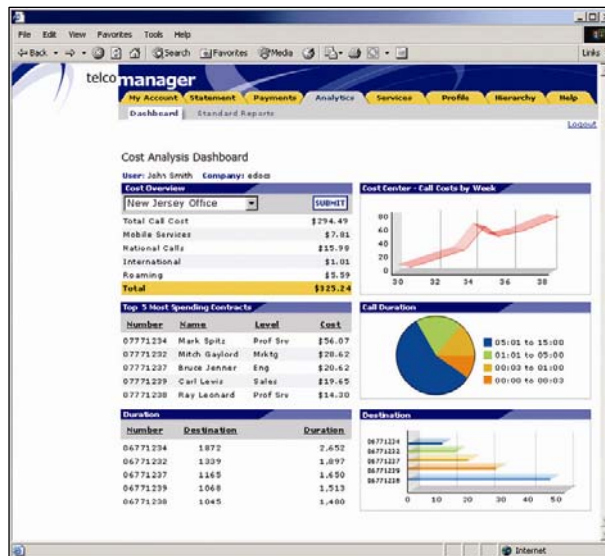 File Edit View Favorites Tools Help
Back Search Favorites Media Links
telcomanager
My Account Statement Payments Analytics Services Profile Hierarchy Help
Dashboard Standard Reports
Logout
Cost Analysis Dashboard
User: John Smith Company: edocs
Cost Overview
New Jersey Office SUBMIT
Total Call Cost $294.49
Mobile Services $7.81
National Calls $15.98
International $1.01
Roaming $5.59
Total $325.24
Cost Center - Call Costs by Week
80
60
40
20
0
30 32 34 36 38
Top 5 Most Spending Contracts
Number Name Level Cost
07771234 Mark Spitz Prof Srv $56.07
07771232 Mitch Gaylord Mrktg $28.62
07771237 Bruce Jenner Eng $20.62
07771239 Carl Lewis Sales $19.65
07771238 Ray Leonard Prof Srv $14.30
Call Duration
05:01 to 15:00
01:01 to 05:00
00:03 to 01:00
00:00 to 00:03
Duration
Number Destination Duration
06771234 1872 2,652
06771232 1339 1,897
06771237 1165 1,650
06771239 1068 1,513
06771238 1045 1,480
Destination
06771234
06771232
06771237
06771239
06771238
0 10 20 30 40 50
Internet